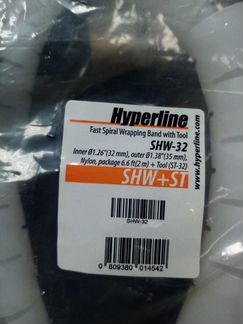 Hyperline
www.hyperline.com
Fast Spiral Wrapping Band with Tool
SHW-32
Inner Ø1.26"(32 mm), outer Ø1.38"(35 mm),
Nylon, package 6.6 ft(2 m) + Tool (ST-32)
SHW+ST
SHW-32
0 809380 014542